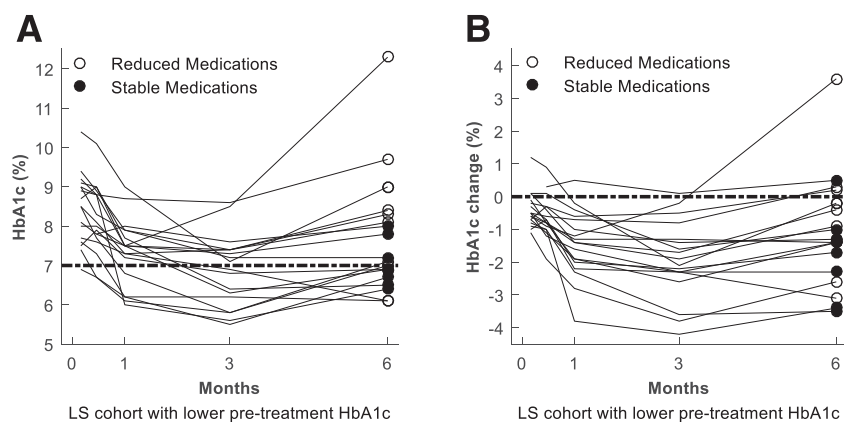 A
Reduced Medications
Stable Medications
HbA1c (%)
12
11
10
9
8
7
6
5
0 1 3 6
Months
LS cohort with lower pre-treatment HbA1c
B
Reduced Medications
Stable Medications
HbA1c change (%)
4
3
2
1
0
-1
-2
-3
-4
0 1 3 6
Months
LS cohort with lower pre-treatment HbA1c